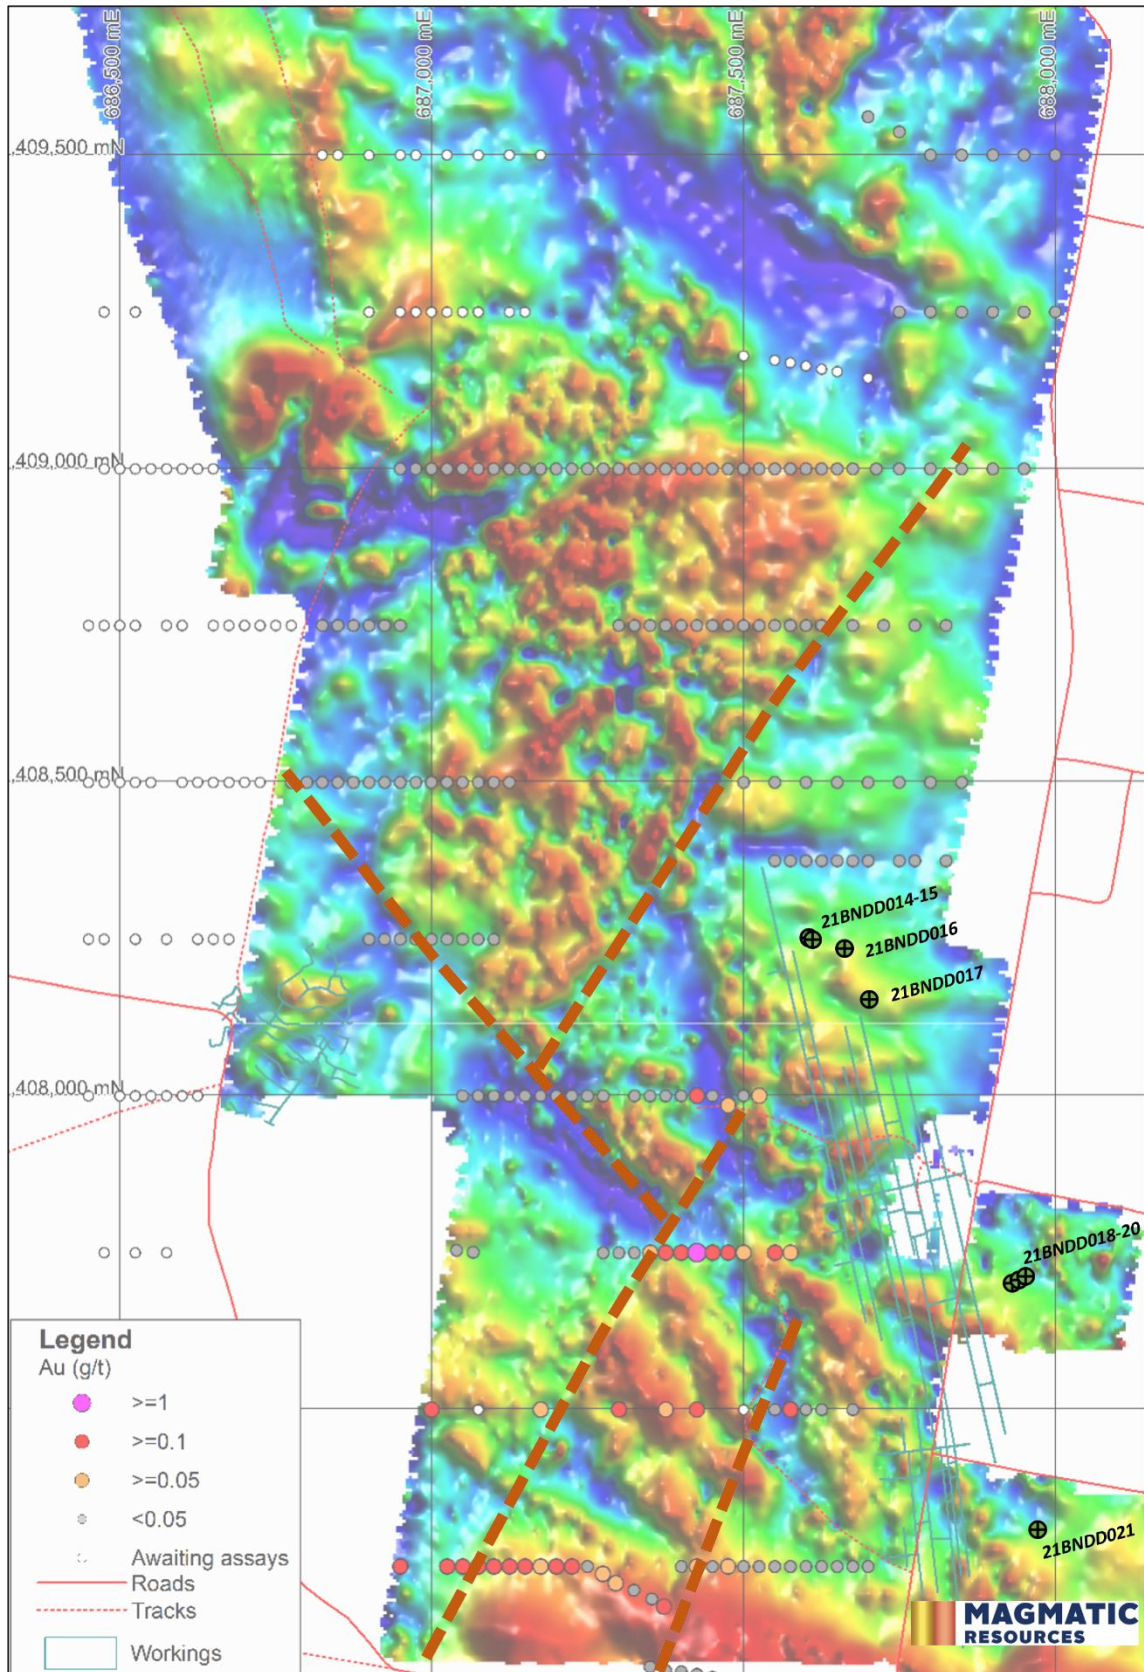 686,500 mE
687,000 mE
687,500 mE
688,000 mE
,409,500 mN
,409,000 mN
,408,500 mN
,408,000 mN
21BNDD014-15
21BNDD016
21BNDD017
21BNDD018-20
21BNDD021
Legend
Au (g/t)
>=1
>=0.1
>=0.05
<0.05
Awaiting assays
Roads
Tracks
Workings
MAGMATIC
RESOURCES